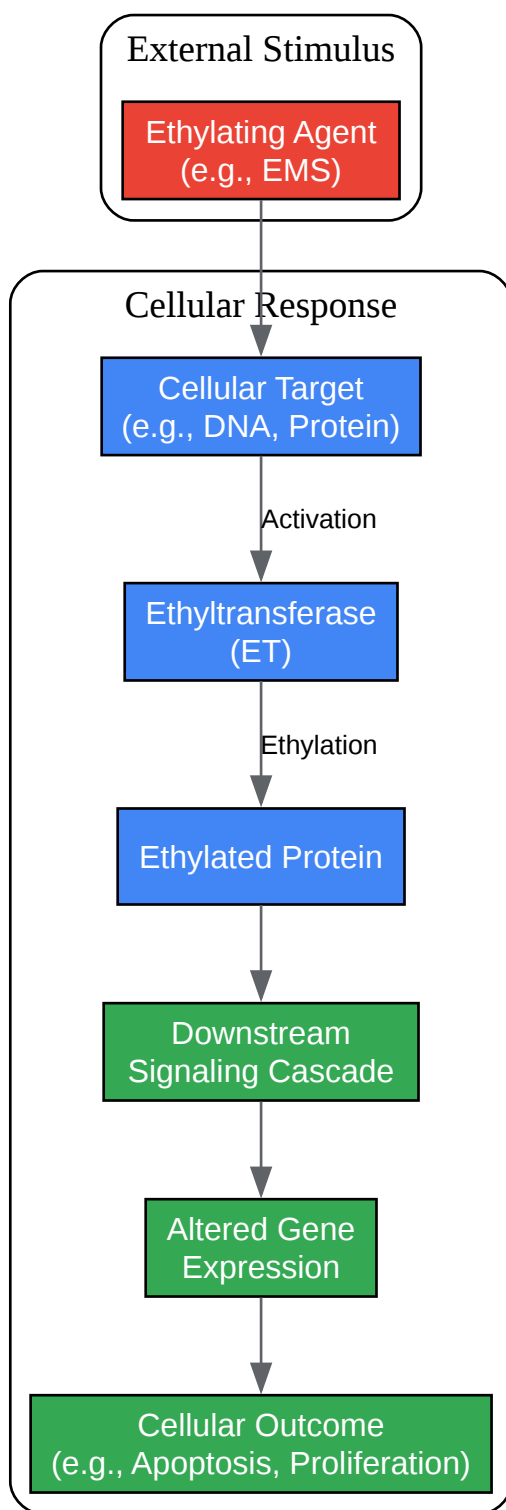 External Stimulus
Ethylating Agent
(e.g., EMS)
Cellular Response
Cellular Target
(e.g., DNA, Protein)
Activation
Ethyltransferase
(ET)
Ethylation
Ethylated Protein
Downstream
Signaling Cascade
Altered Gene
Expression
Cellular Outcome
(e.g., Apoptosis, Proliferation)